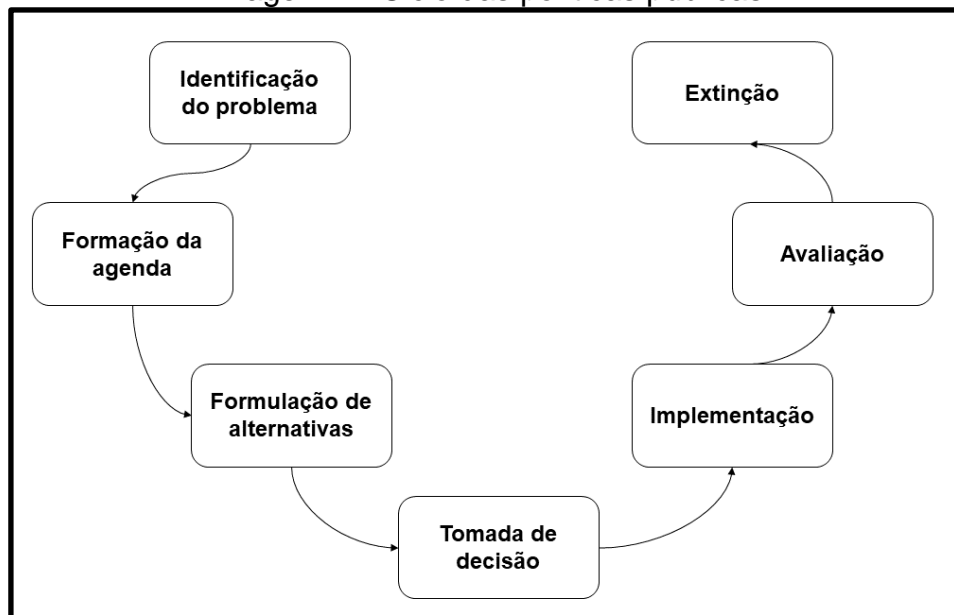 Identificação
do problema
Formação da
agenda
Formulação de
alternativas
Tomada de
decisão
Implementação
Avaliação
Extinção